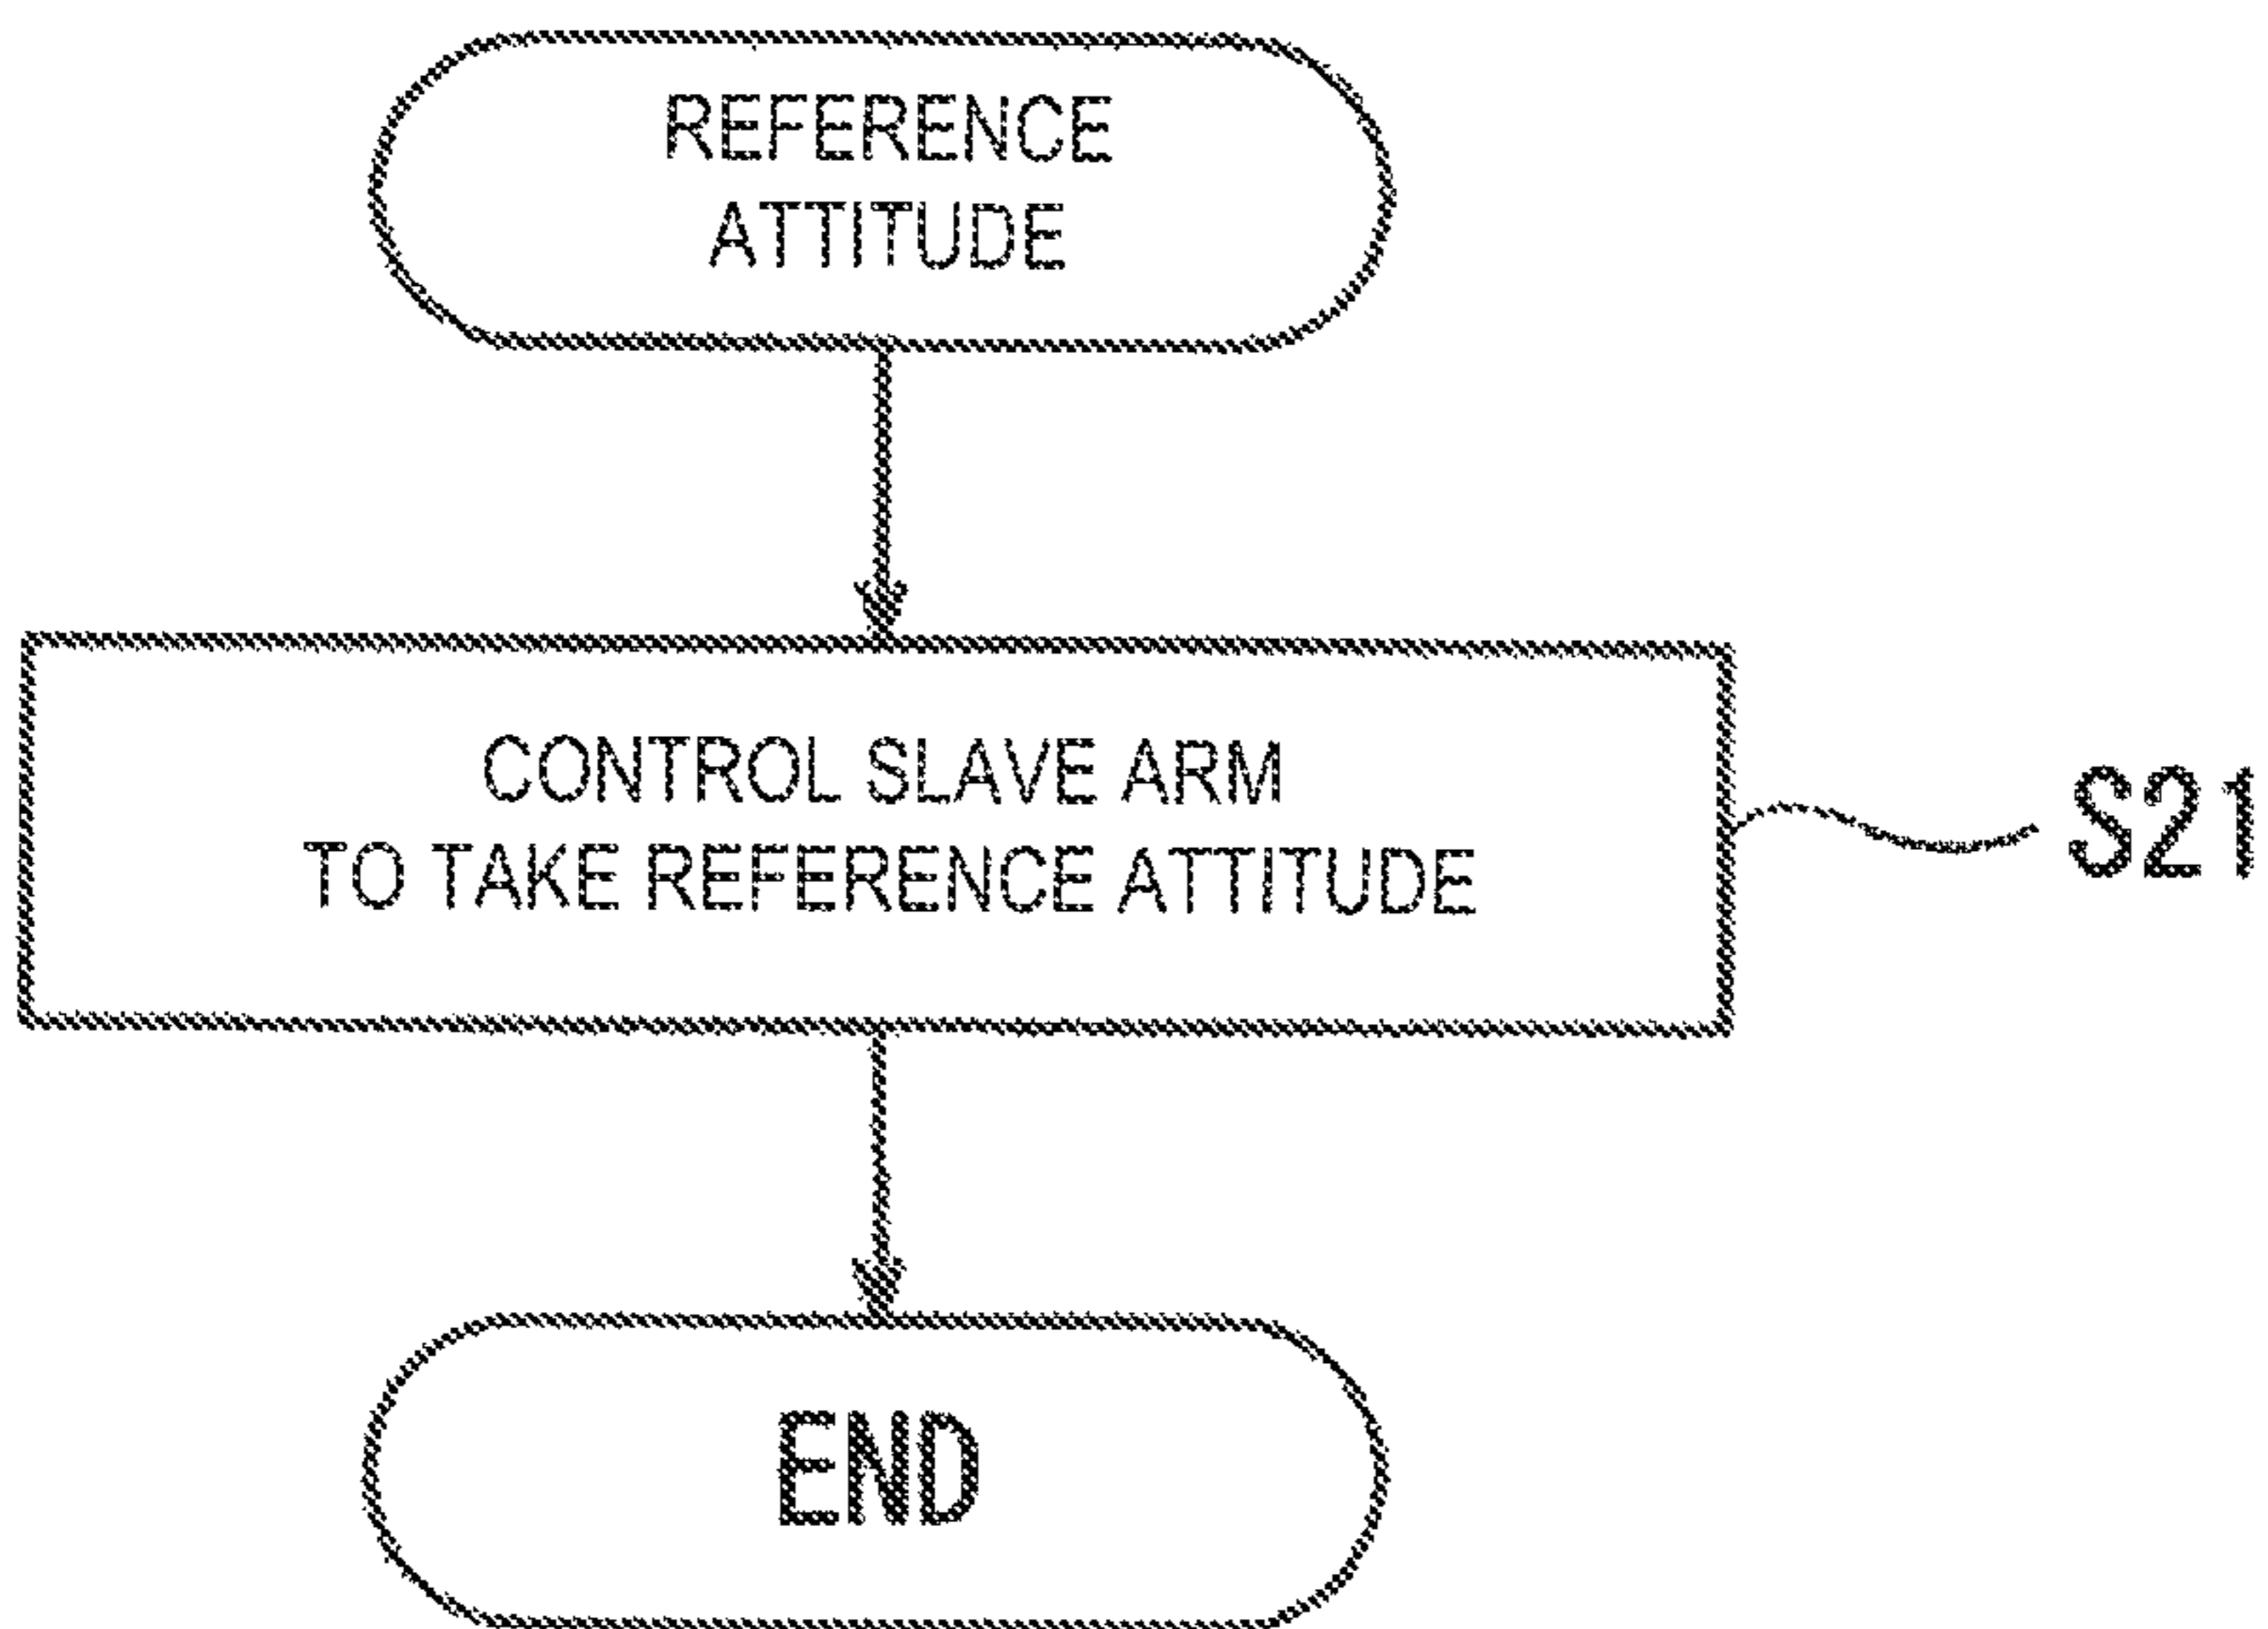 REFERENCE
ATTITUDE
CONTROL SLAVE ARM
TO TAKE REFERENCE ATTITUDE
S21
END